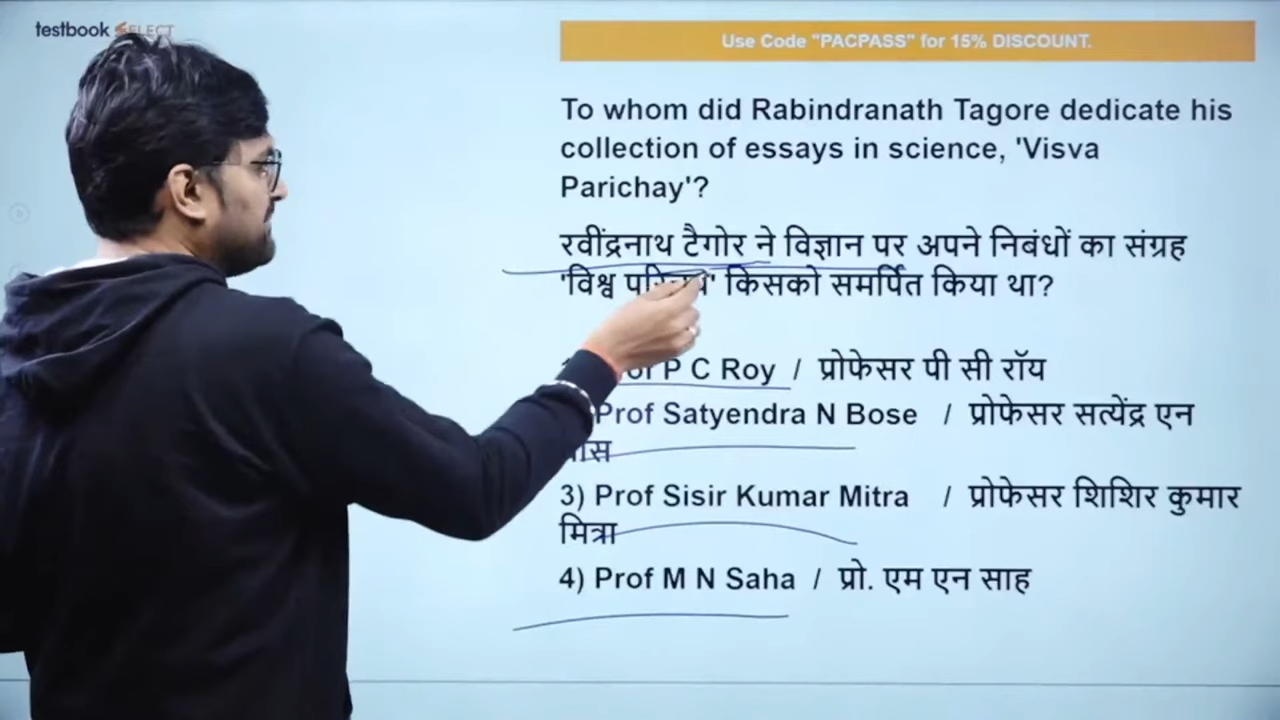 testbook SELECT
Use Code "PACPASS" for 15% DISCOUNT.
To whom did Rabindranath Tagore dedicate his
collection of essays in science, 'Visva
Parichay'?
रवींद्रनाथ टैगोर ने विज्ञान पर अपने निबंधों का संग्रह
'विश्व किसको समर्पित किया था?
P C Roy / प्रोफेसर पी सी रॉय
Prof Satyendra N Bose / प्रोफेसर सत्येंद्र एन
3) Prof Sisir Kumar Mitra / प्रोफेसर शिशिर कुमार
मित्रा
4) Prof M N Saha / प्रो. एम एन साह